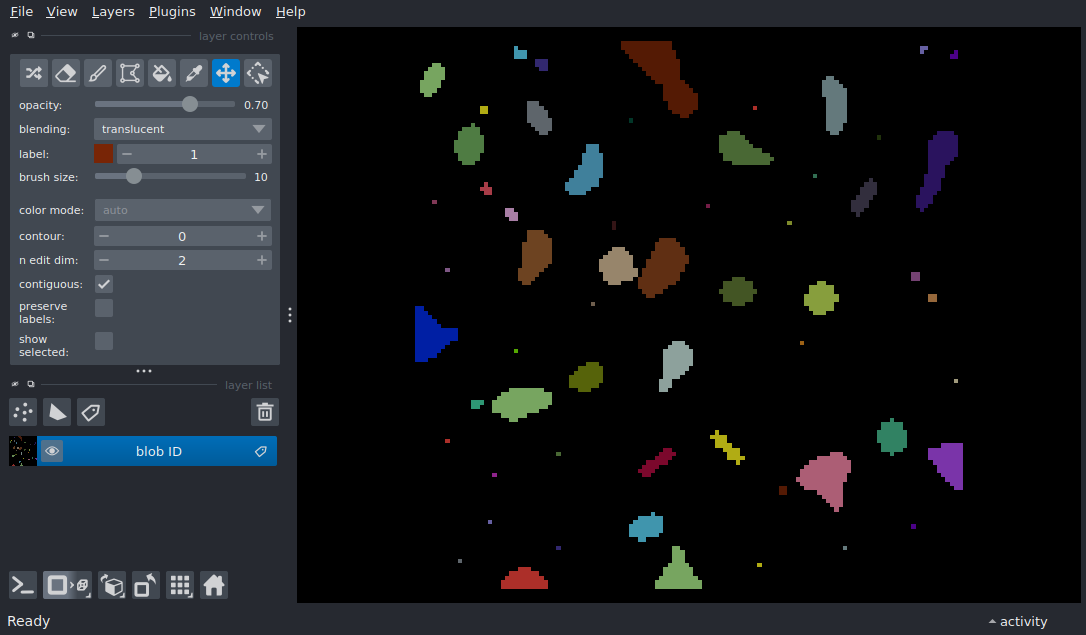 File View Layers Plugins Window Help
layer controls
opacity: 0.70
blending: translucent
label: 1
brush size: 10
color mode: auto
contour: 0
n edit dim: 2
contiguous:
preserve
labels:
show
selected:
layer list
blob ID
Ready
activity